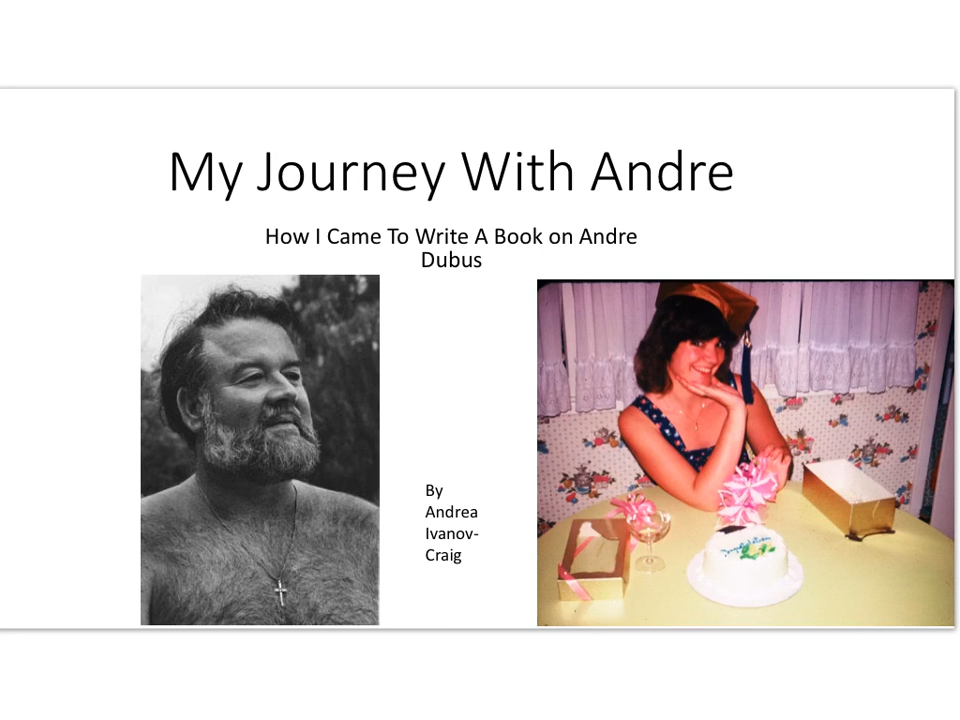 My Journey With Andre
How I Came To Write A Book on Andre
Dubus
By
Andrea
Ivanov-
Craig